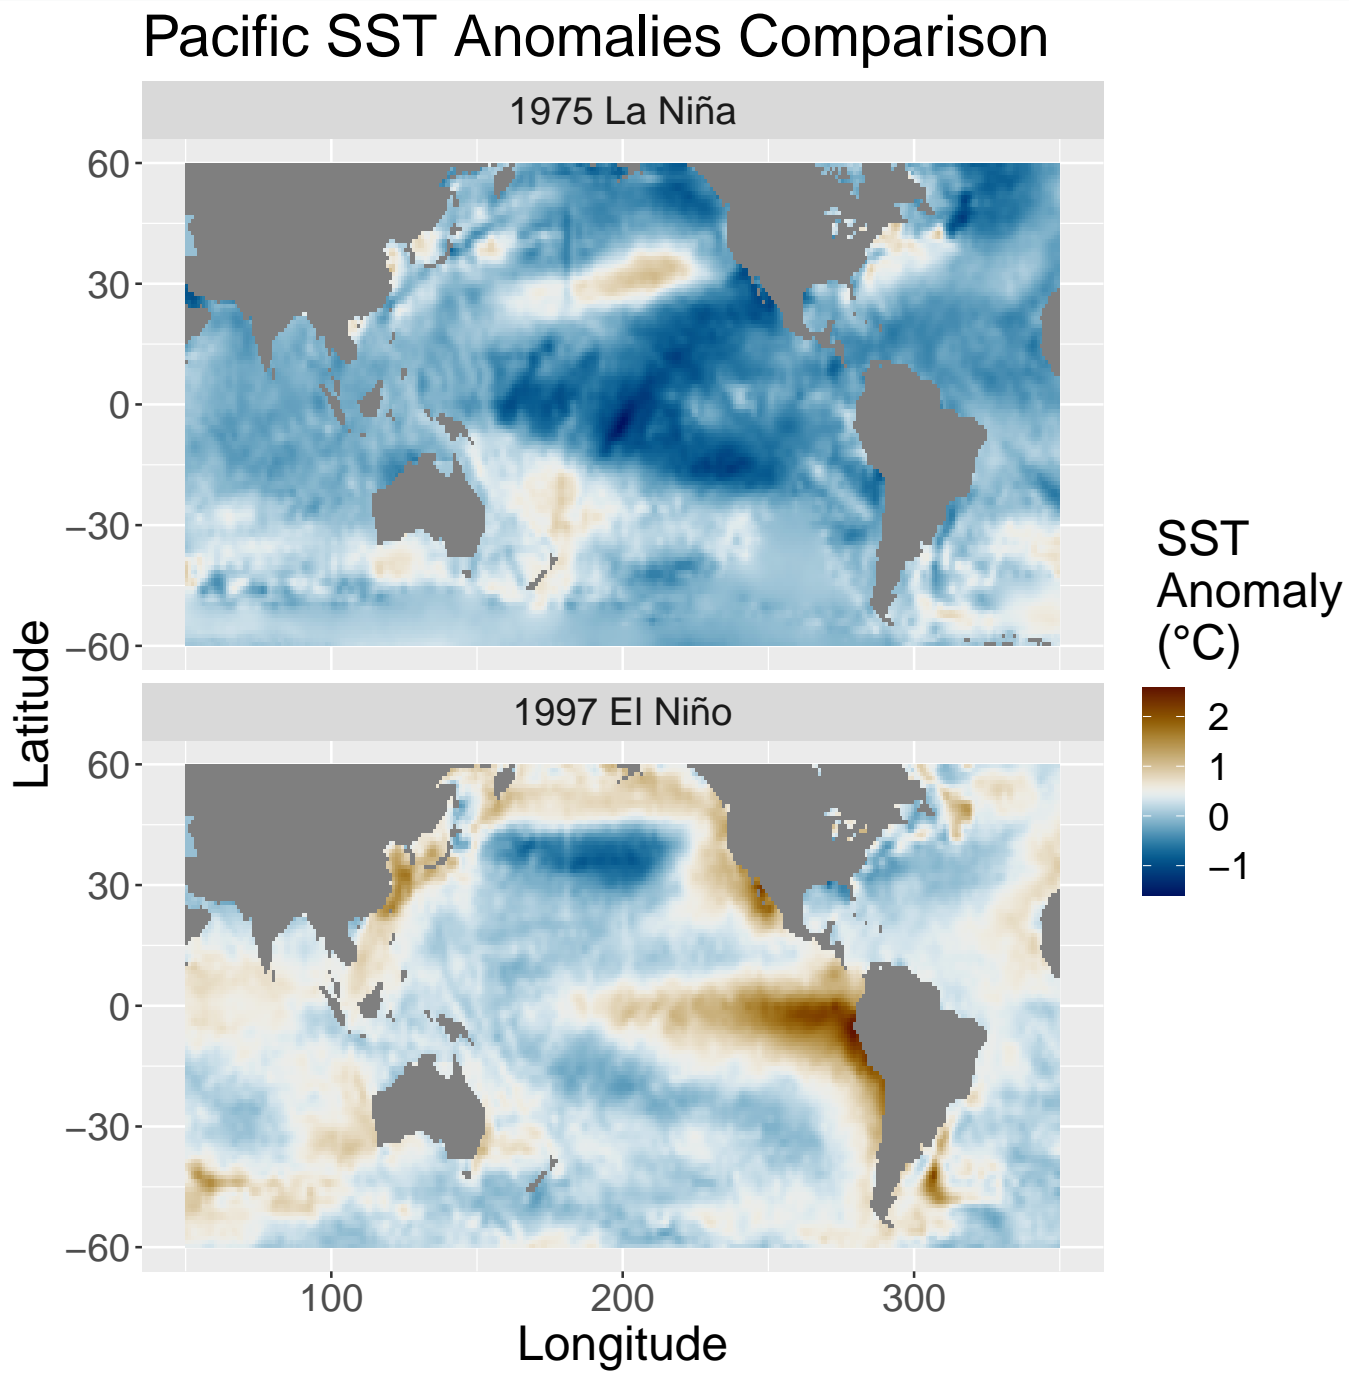 Pacific SST Anomalies Comparison
1975 La Niña
60
30
0
−30
−60
1997 El Niño
60
30
0
−30
−60
100 200 300
Longitude
Latitude
SST
Anomaly
(°C)
2
1
0
−1